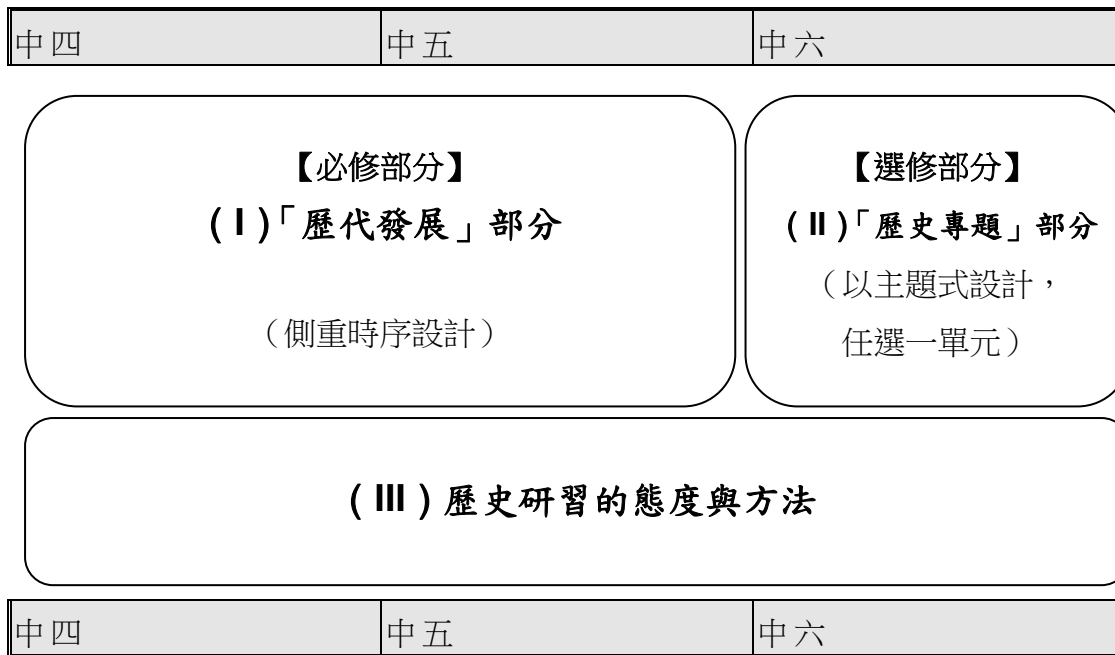 中四 中五 中六
【必修部分】
( I )「歷代發展」部分
（側重時序設計）
【選修部分】
( II )「歷史專題」部分
（以主題式設計，
任選一單元）
( III ) 歷史研習的態度與方法
中四 中五 中六